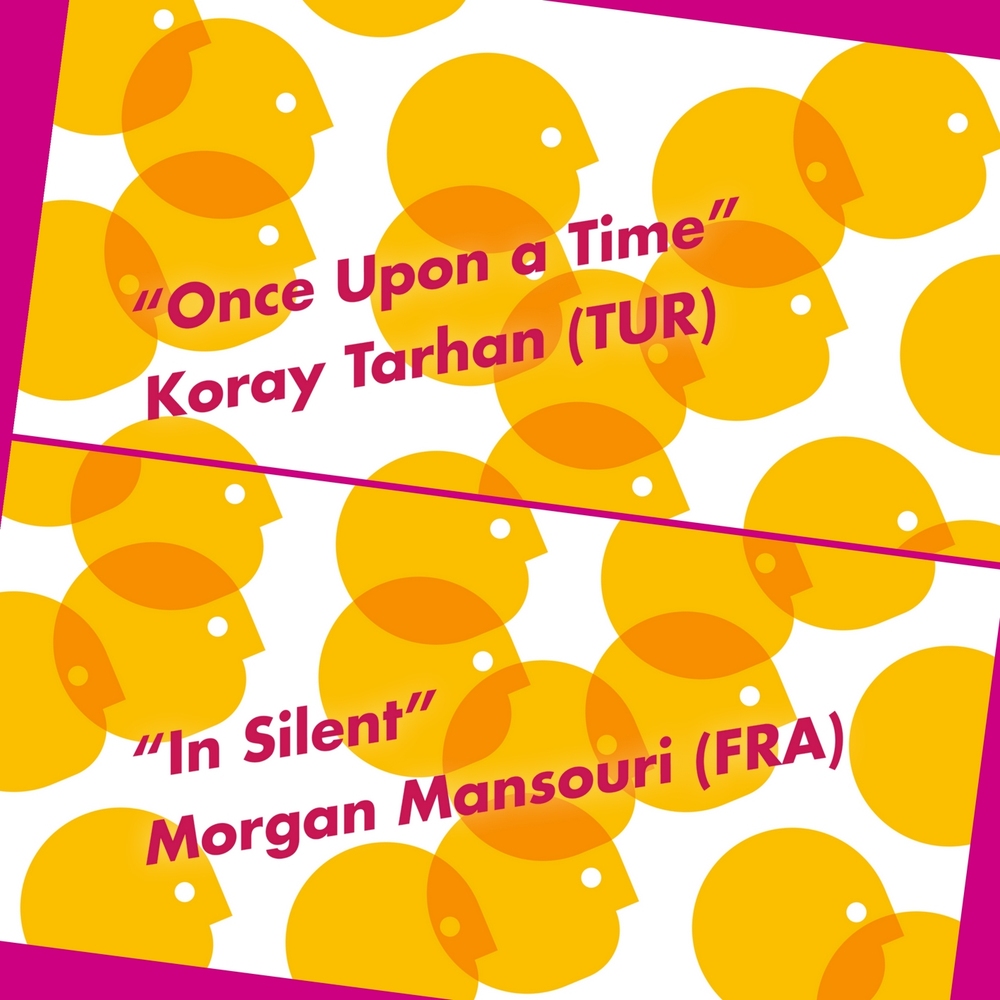 “Once Upon a Time”
Koray Tarhan (TUR)
“In Silent”
Morgan Mansouri (FRA)